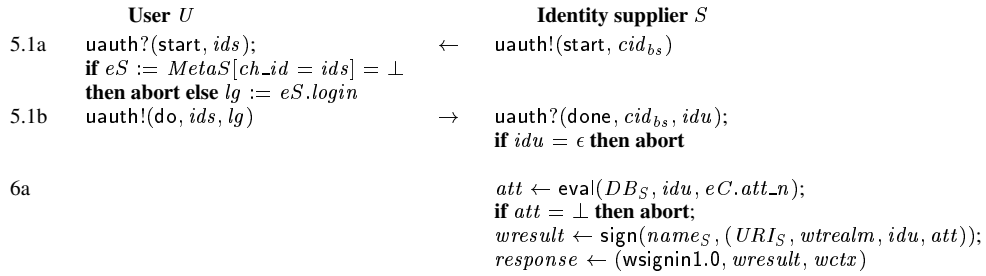 User U Identity supplier S
5.1a uauth?(start, ids); ← uauth!(start, cid_bs)
if eS := MetaS[ch_id = ids] = ⊥
then abort else lg := eS.login
5.1b uauth!(do, ids, lg) → uauth?(done, cid_bs, idu);
if idu = ϵ then abort
6a att ← eval(DB_S, idu, eC.att_n);
if att = ⊥ then abort;
wresult ← sign(name_S, (URI_S, wtrealm, idu, att));
response ← (wsignin1.0, wresult, wctx)